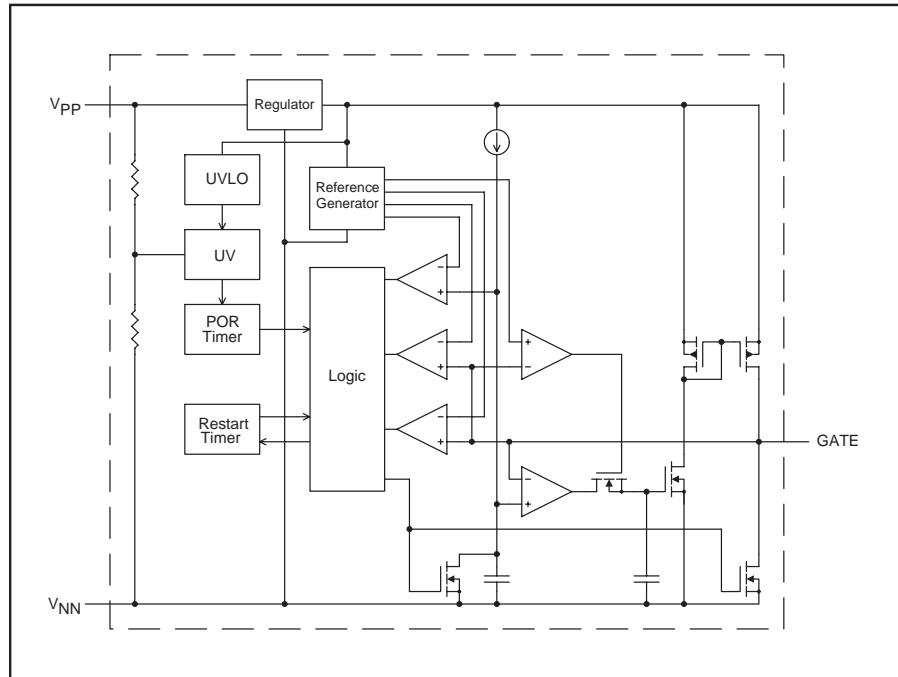 VPP
Regulator
UVLO
Reference
Generator
UV
POR
Timer
Logic
Restart
Timer
GATE
VNN
-
+
-
+
-
+
+
-
-
+